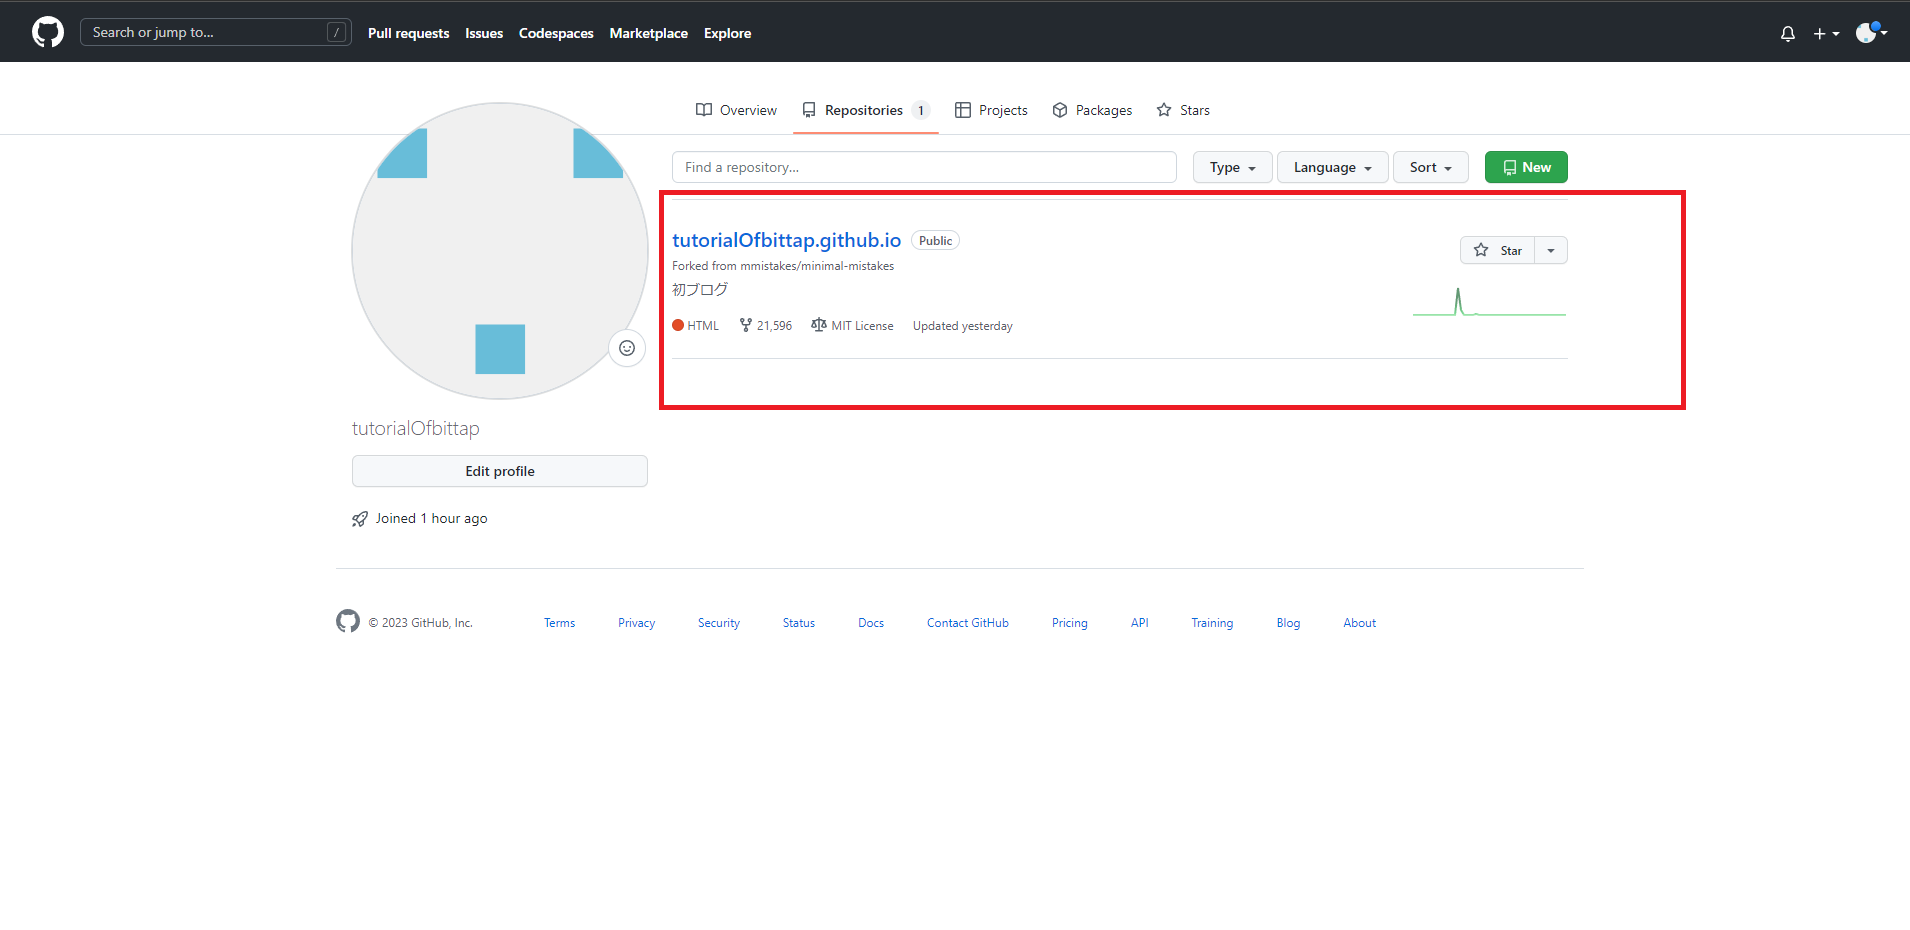 Search or jump to... / Pull requests Issues Codespaces Marketplace Explore
Overview Repositories 1 Projects Packages Stars
Find a repository... Type Language Sort New
tutorialOfbittap.github.io Public
Star
Forked from mmistakes/minimal-mistakes
初ブログ
HTML 21,596 MIT License Updated yesterday
tutorialOfbittap
Edit profile
Joined 1 hour ago
© 2023 GitHub, Inc. Terms Privacy Security Status Docs Contact GitHub Pricing API Training Blog About